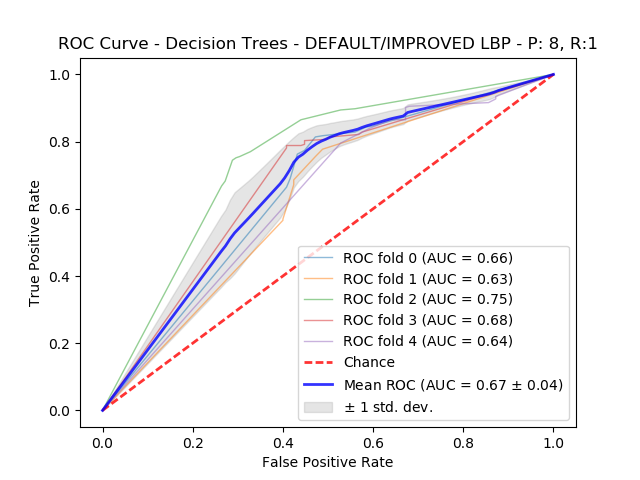 ROC Curve - Decision Trees - DEFAULT/IMPROVED LBP - P: 8, R:1
True Positive Rate
1.0
0.8
0.6
0.4
0.2
0.0
ROC fold 0 (AUC = 0.66)
ROC fold 1 (AUC = 0.63)
ROC fold 2 (AUC = 0.75)
ROC fold 3 (AUC = 0.68)
ROC fold 4 (AUC = 0.64)
Chance
Mean ROC (AUC = 0.67 ± 0.04)
± 1 std. dev.
0.0 0.2 0.4 0.6 0.8 1.0
False Positive Rate